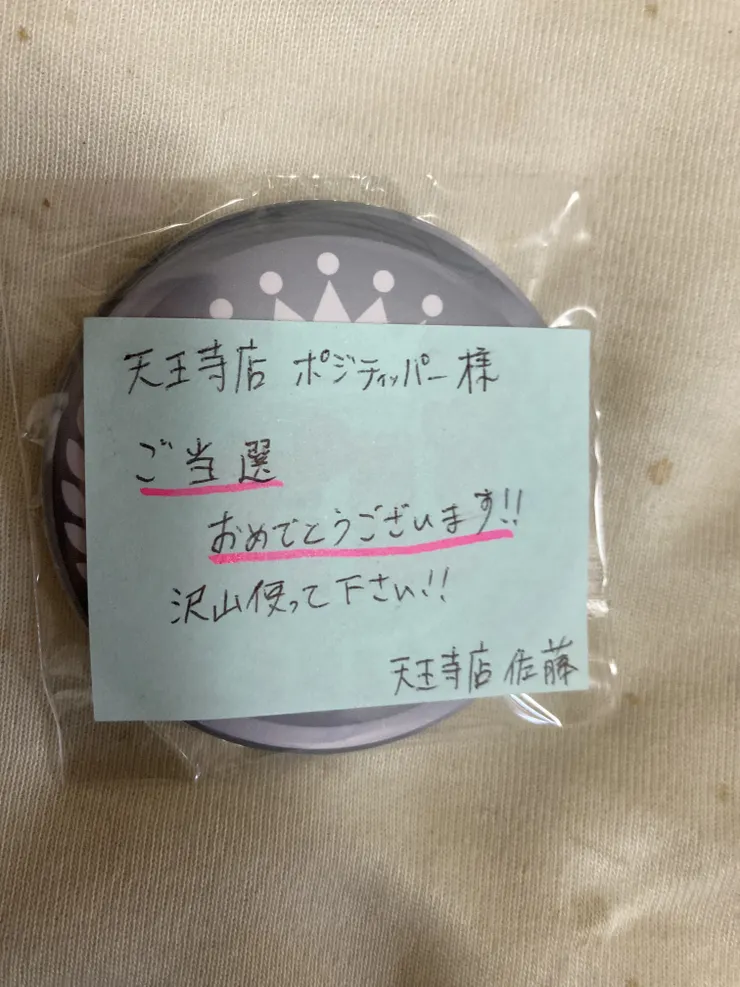 天王寺店 ポジティッパー様
ご当選
おめでとうございます!!
沢山使って下さい!!
天王寺店 佐藤